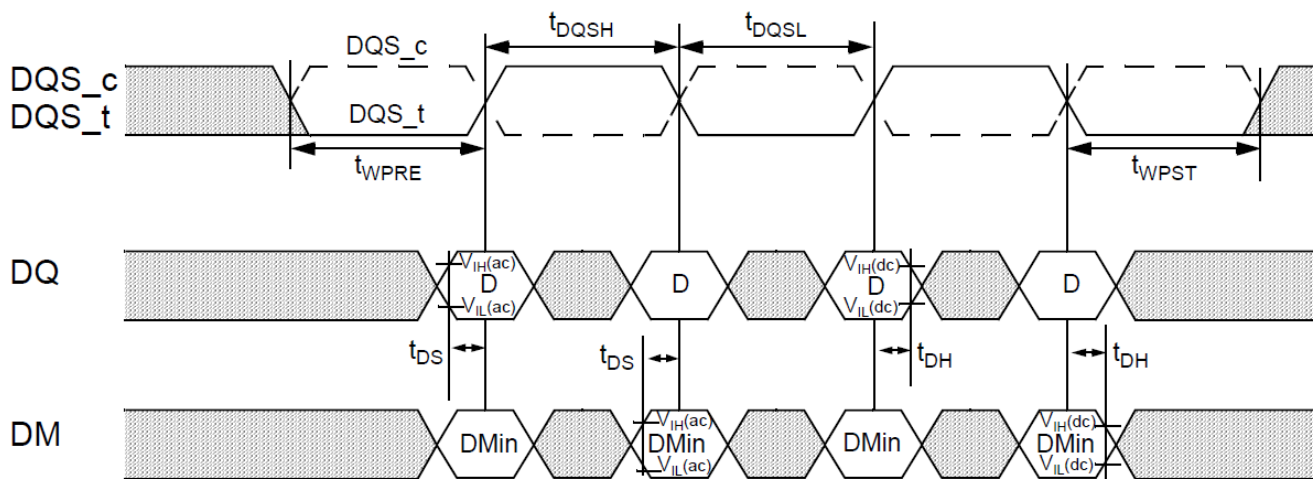 tDQSH tDQSL
DQS_c
DQS_c
DQS_t DQS_t
tWPRE tWPST
VIH(ac) VIH(dc)
DQ D D D D
VIL(ac) VIL(dc)
tDS tDS tDH tDH
VIH(ac) VIH(dc)
DM DMin DMin DMin DMin
VIL(ac) VIL(dc)